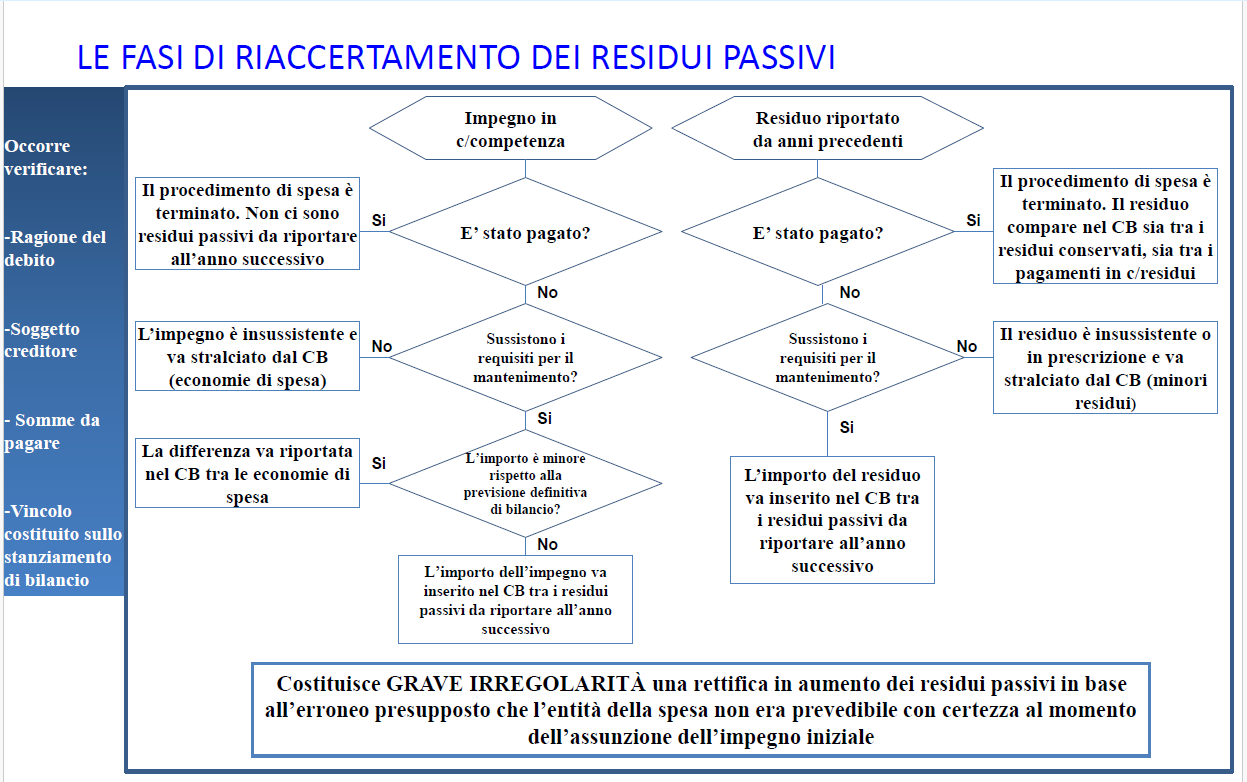 LE FASI DI RIACCERTAMENTO DEI RESIDUI PASSIVI
Occorre
verificare:
-Ragione del
debito
-Soggetto
creditore
- Somme da
pagare
-Vincolo
costituito sullo
stanziamento
di bilancio
Impegno in
c/competenza
Il procedimento di spesa è
terminato. Non ci sono
residui passivi da riportare
all’anno successivo
Si
E’ stato pagato?
No
L’impegno è insussistente e
va stralciato dal CB
(economie di spesa)
No
Sussistono i
requisiti per il
mantenimento?
Si
La differenza va riportata
nel CB tra le economie di
spesa
Si
L’importo è minore
rispetto alla
previsione definitiva
di bilancio?
No
L’importo dell’impegno va
inserito nel CB tra i residui
passivi da riportare all’anno
successivo
Residuo riportato
da anni precedenti
E’ stato pagato?
Si
Il procedimento di spesa è
terminato. Il residuo
compare nel CB sia tra i
residui conservati, sia tra i
pagamenti in c/residui
No
Sussistono i
requisiti per il
mantenimento?
No
Il residuo è insussistente o
in prescrizione e va
stralciato dal CB (minori
residui)
Si
L’importo del residuo
va inserito nel CB tra
i residui passivi da
riportare all’anno
successivo
Costituisce GRAVE IRREGOLARITÀ una rettifica in aumento dei residui passivi in base
all’erroneo presupposto che l’entità della spesa non era prevedibile con certezza al momento
dell’assunzione dell’impegno iniziale